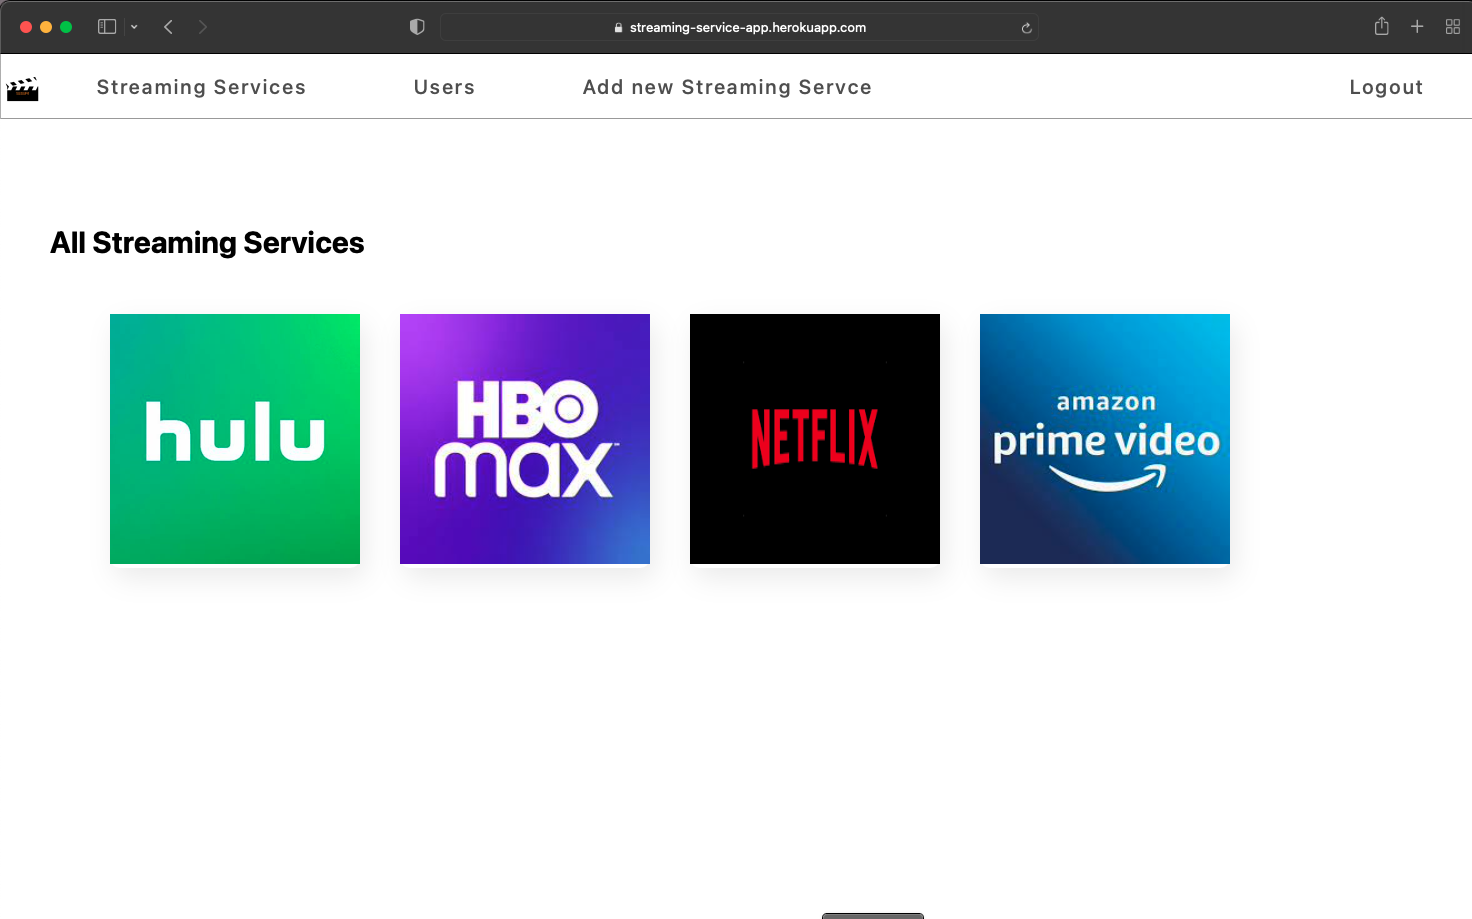 streaming-service-app.herokuapp.com
Streaming Services Users Add new Streaming Servce Logout
All Streaming Services
hulu
HBO
max™
NETFLIX
amazon
prime video